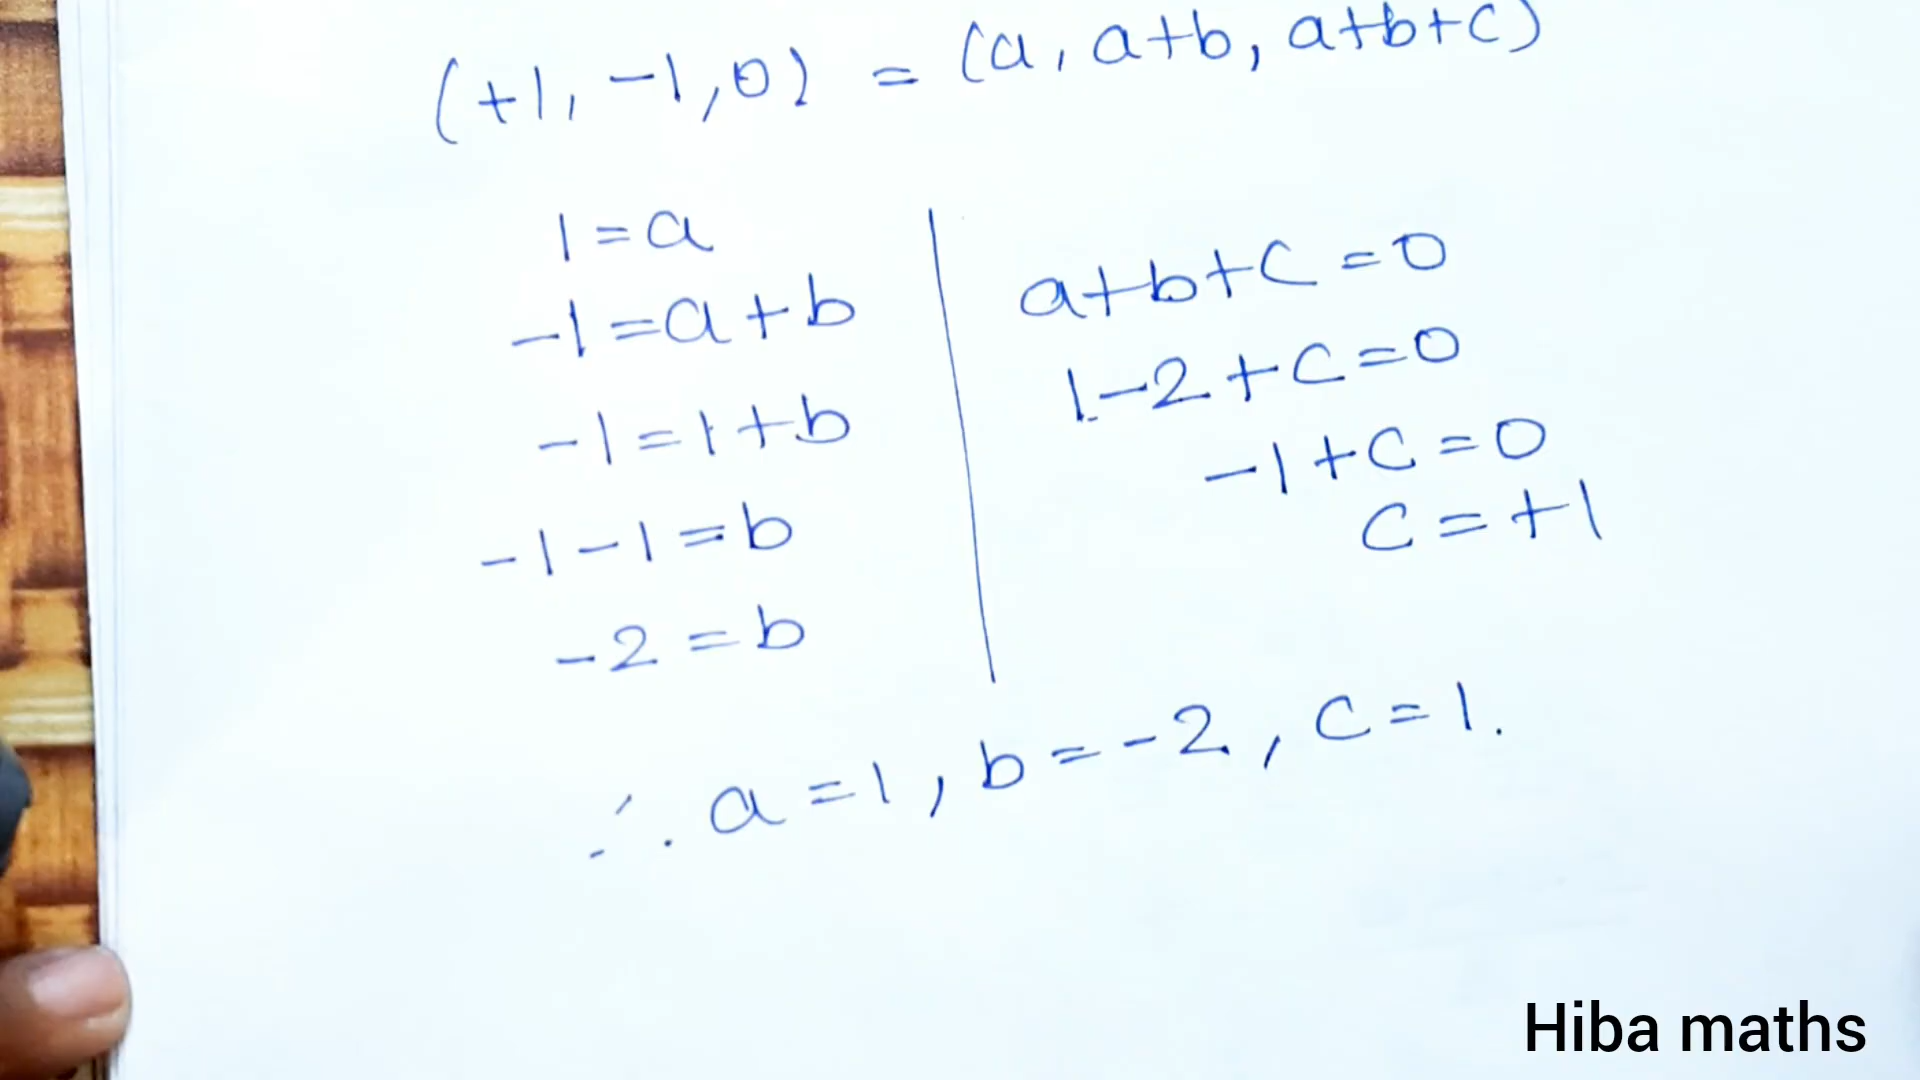 (+1, -1, 0) = (a, a+b, a+b+c)
1 = a
-1 = a + b
-1 = 1 + b
-1 - 1 = b
-2 = b
a+b+c = 0
1 - 2 + c = 0
-1 + c = 0
c = +1
∴ a = 1, b = -2, c = 1.
Hiba maths